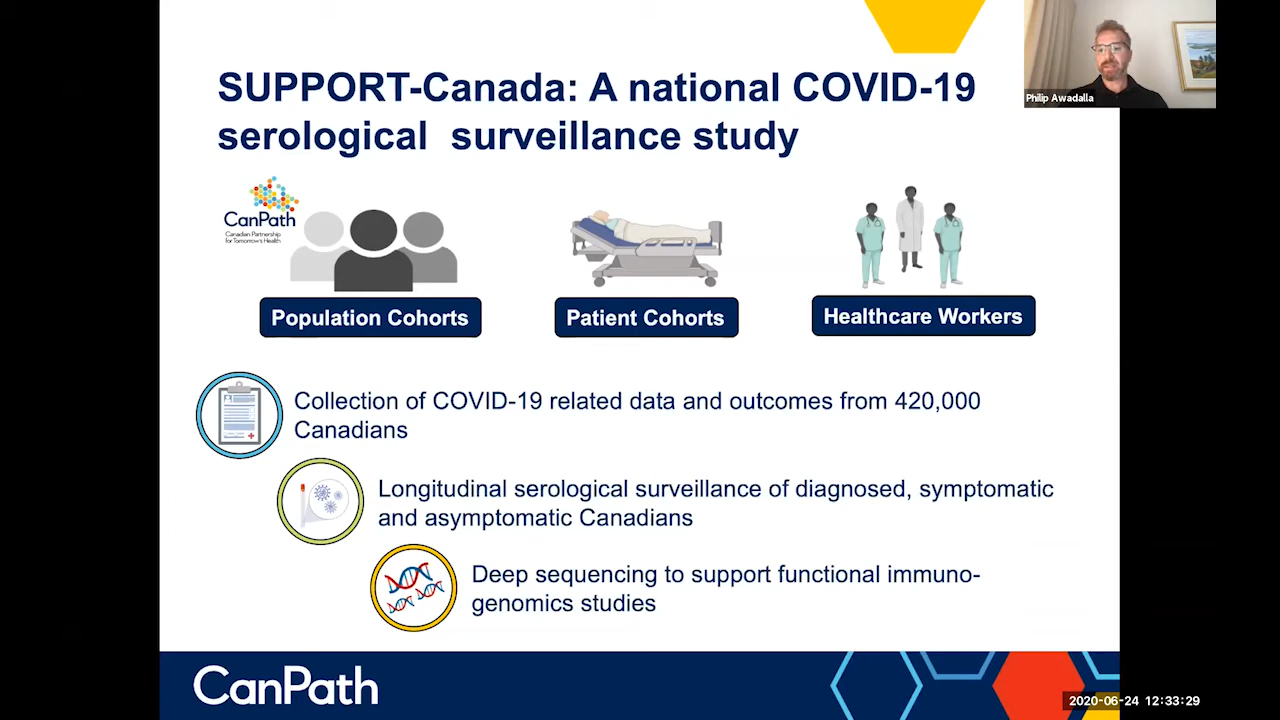 SUPPORT-Canada: A national COVID-19
serological surveillance study
Philip Awadalla
CanPath
Canadian Partnership
for Tomorrow's Health
Population Cohorts
Patient Cohorts
Healthcare Workers
Collection of COVID-19 related data and outcomes from 420,000
Canadians
Longitudinal serological surveillance of diagnosed, symptomatic
and asymptomatic Canadians
Deep sequencing to support functional immuno-
genomics studies
CanPath
2020-06-24 12:33:29